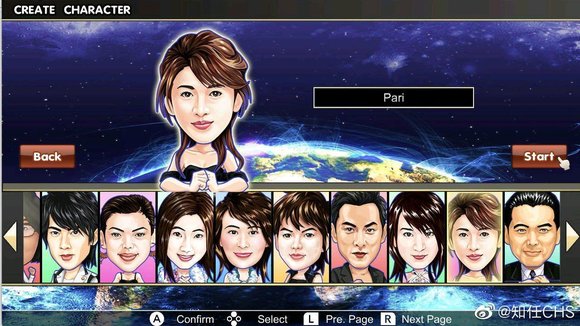 CREATE CHARACTER
Pari
Back
Start
A Confirm Select L Pre. Page R Next Page
@知任CHS